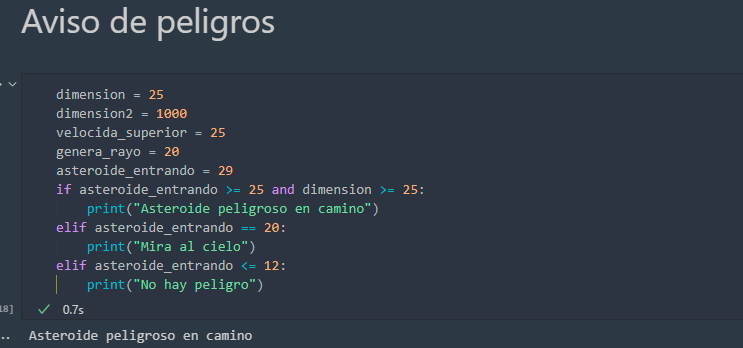 Aviso de peligros
dimension = 25
dimension2 = 1000
velocida_superior = 25
genera_rayo = 20
asteroide_entrando = 29
if asteroide_entrando >= 25 and dimension >= 25:
    print("Asteroide peligroso en camino")
elif asteroide_entrando == 20:
    print("Mira al cielo")
elif asteroide_entrando <= 12:
    print("No hay peligro")
18] 0.7s
Asteroide peligroso en camino